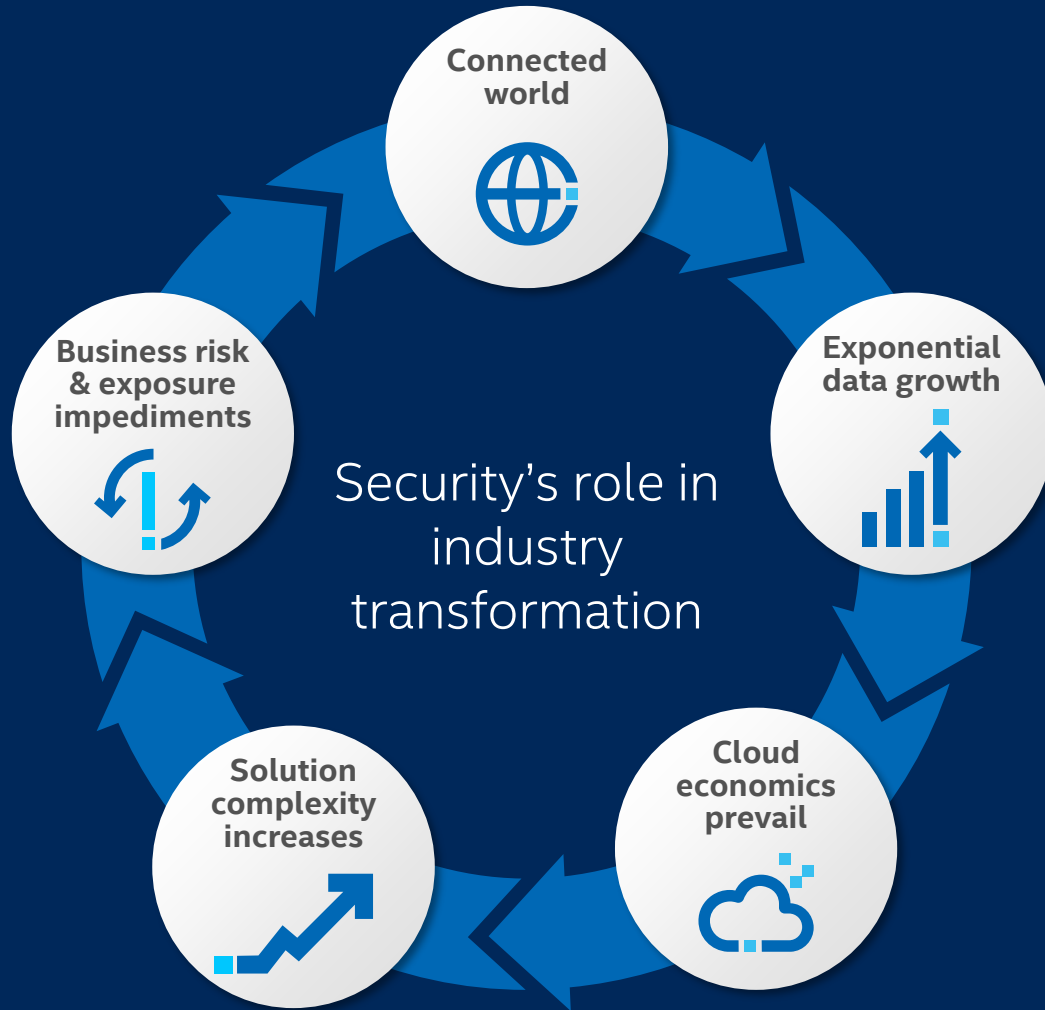 Connected
world
Exponential
data growth
Cloud
economics
prevail
Solution
complexity
increases
Business risk
& exposure
impediments
Security’s role in
industry
transformation